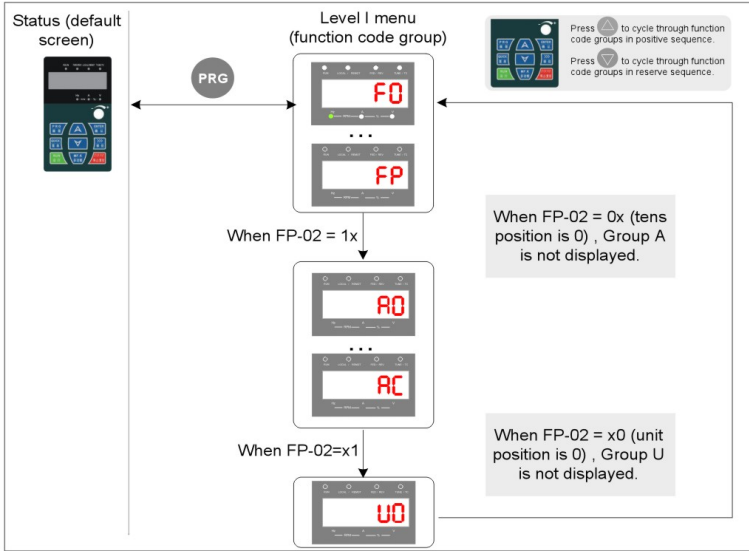 Status (default
screen)
Level I menu
(function code group)
Press to cycle through function
code groups in positive sequence.
Press to cycle through function
code groups in reserve sequence.
PRG
F0
...
FP
When FP-02 = 1x
When FP-02 = 0x (tens
position is 0) , Group A
is not displayed.
A0
...
AC
When FP-02=x1
When FP-02 = x0 (unit
position is 0) , Group U
is not displayed.
U0